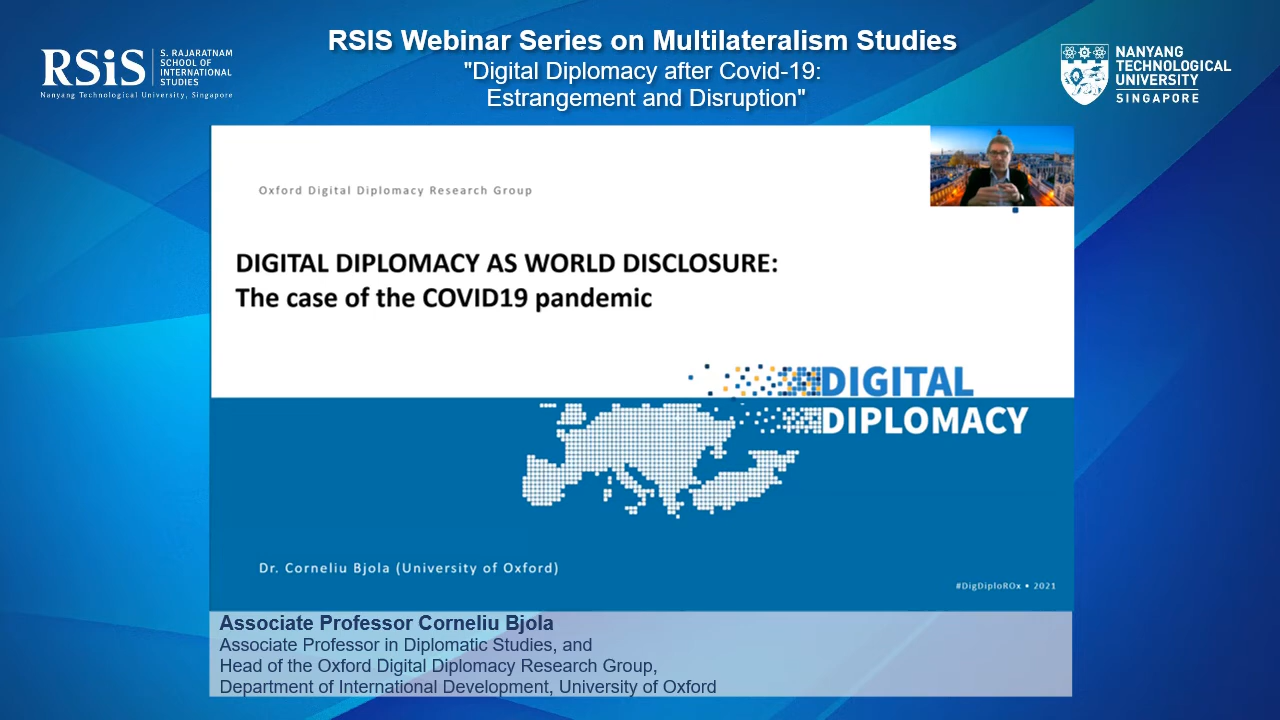 RSiS
S. RAJARATNAM
SCHOOL OF
INTERNATIONAL
STUDIES
Nanyang Technological University, Singapore
RSIS Webinar Series on Multilateralism Studies
"Digital Diplomacy after Covid-19:
Estrangement and Disruption"
NANYANG
TECHNOLOGICAL
UNIVERSITY
SINGAPORE
Oxford Digital Diplomacy Research Group
DIGITAL DIPLOMACY AS WORLD DISCLOSURE:
The case of the COVID19 pandemic
DIGITAL
DIPLOMACY
Dr. Corneliu Bjola (University of Oxford)
#DigDiploROx • 2021
Associate Professor Corneliu Bjola
Associate Professor in Diplomatic Studies, and
Head of the Oxford Digital Diplomacy Research Group,
Department of International Development, University of Oxford